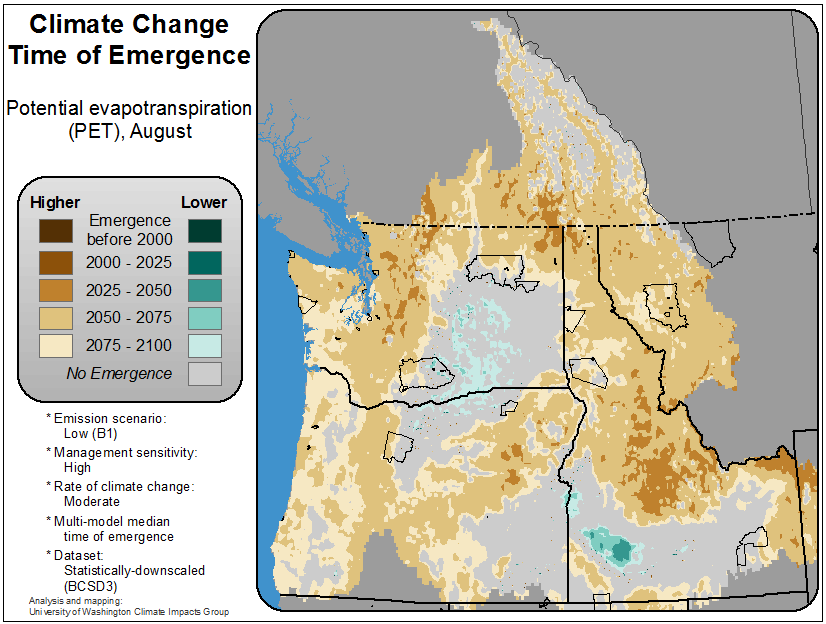 Climate Change
Time of Emergence
Potential evapotranspiration
(PET), August
Higher Lower
Emergence
before 2000
2000 - 2025
2025 - 2050
2050 - 2075
2075 - 2100
No Emergence
* Emission scenario:
Low (B1)
* Management sensitivity:
High
* Rate of climate change:
Moderate
* Multi-model median
time of emergence
* Dataset:
Statistically-downscaled
(BCSD3)
Analysis and mapping:
University of Washington Climate Impacts Group